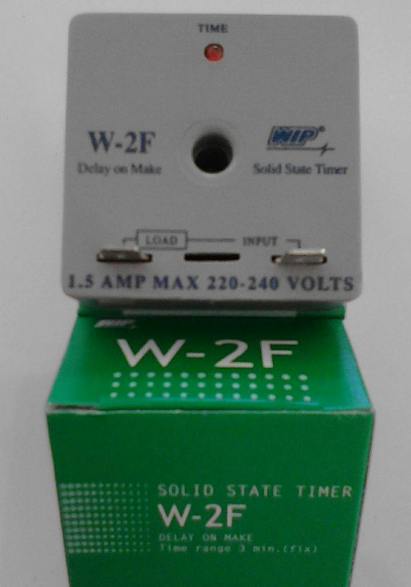 TIME
W-2F
WIP®
Delay on Make
Solid State Timer
LOAD
INPUT
1.5 AMP MAX 220-240 VOLTS
WIP
W-2F
SOLID STATE TIMER
W-2F
DELAY ON MAKE
Time range 3 min.(fix)